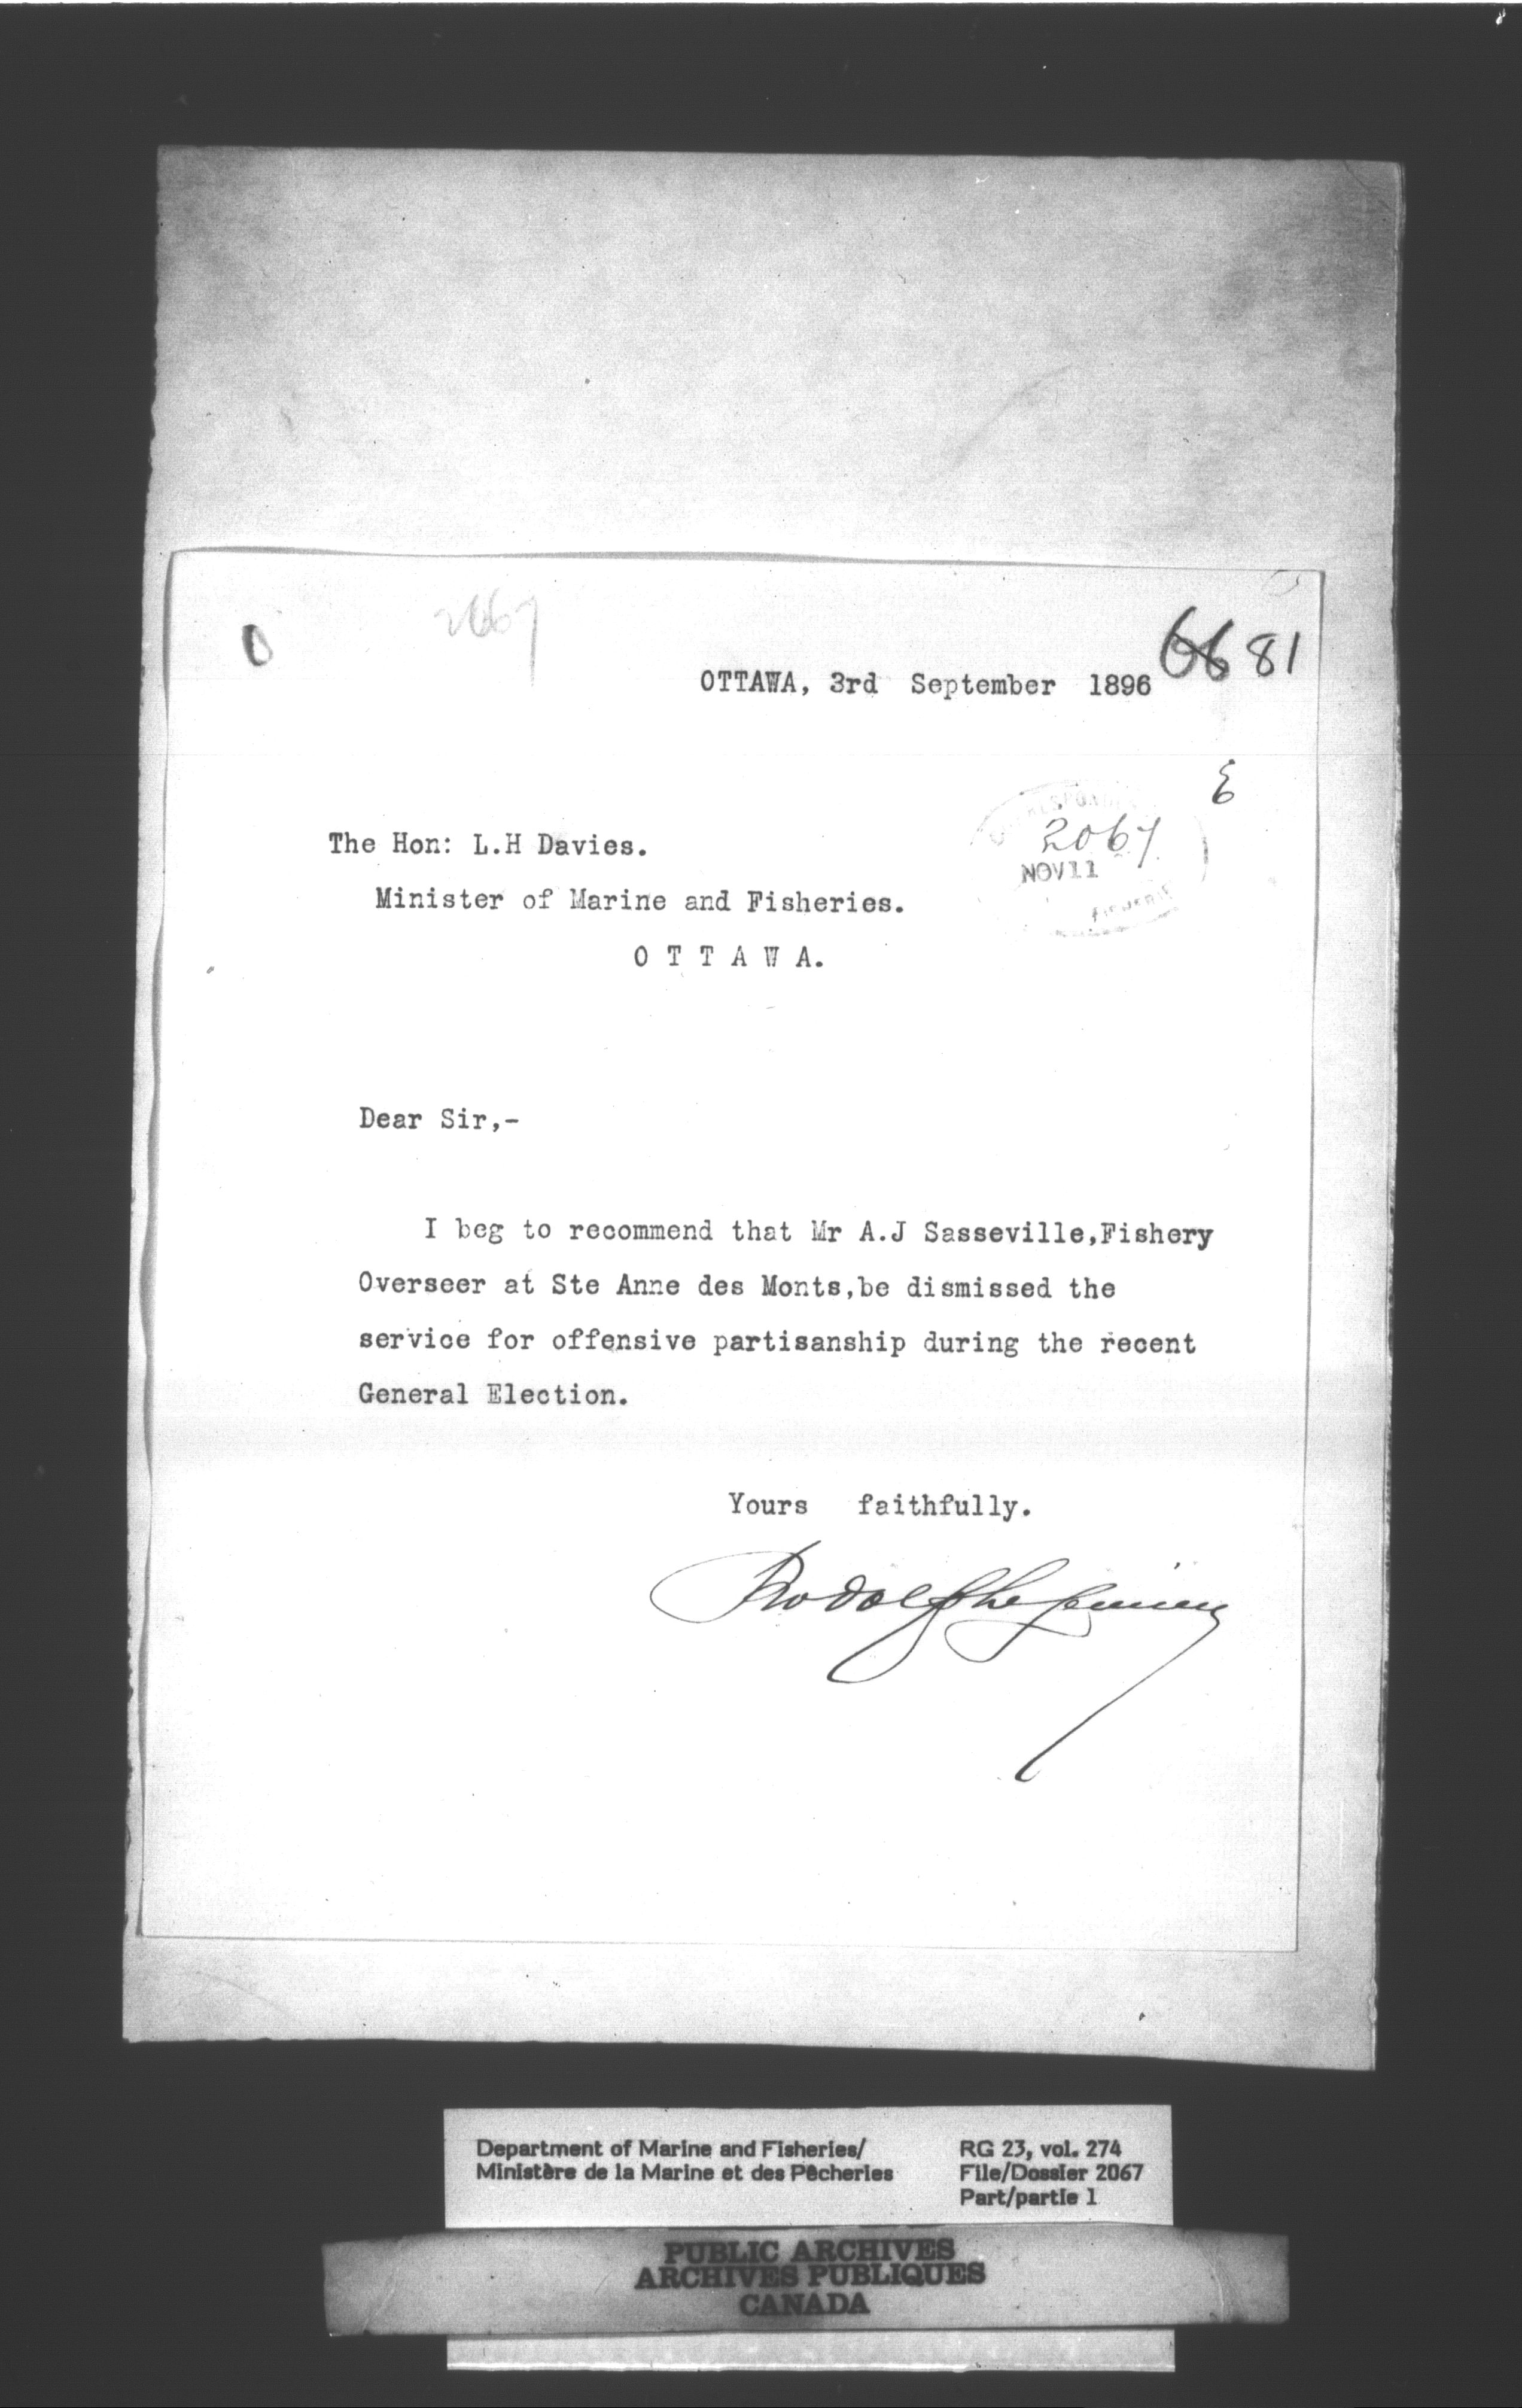 2067
6681
OTTAWA, 3rd September 1896
2067
NOV 11
The Hon: L.H Davies.
Minister of Marine and Fisheries.
O T T A W A.
Dear Sir,-
I beg to recommend that Mr A.J Sasseville,Fishery
Overseer at Ste Anne des Monts,be dismissed the
service for offensive partisanship during the recent
General Election.
Yours faithfully.
Rodolphe Lemieux
Department of Marine and Fisheries/
Ministère de la Marine et des Pêcheries
RG 23, vol. 274
File/Dossier 2067
Part/partie 1
PUBLIC ARCHIVES
ARCHIVES PUBLIQUES
CANADA